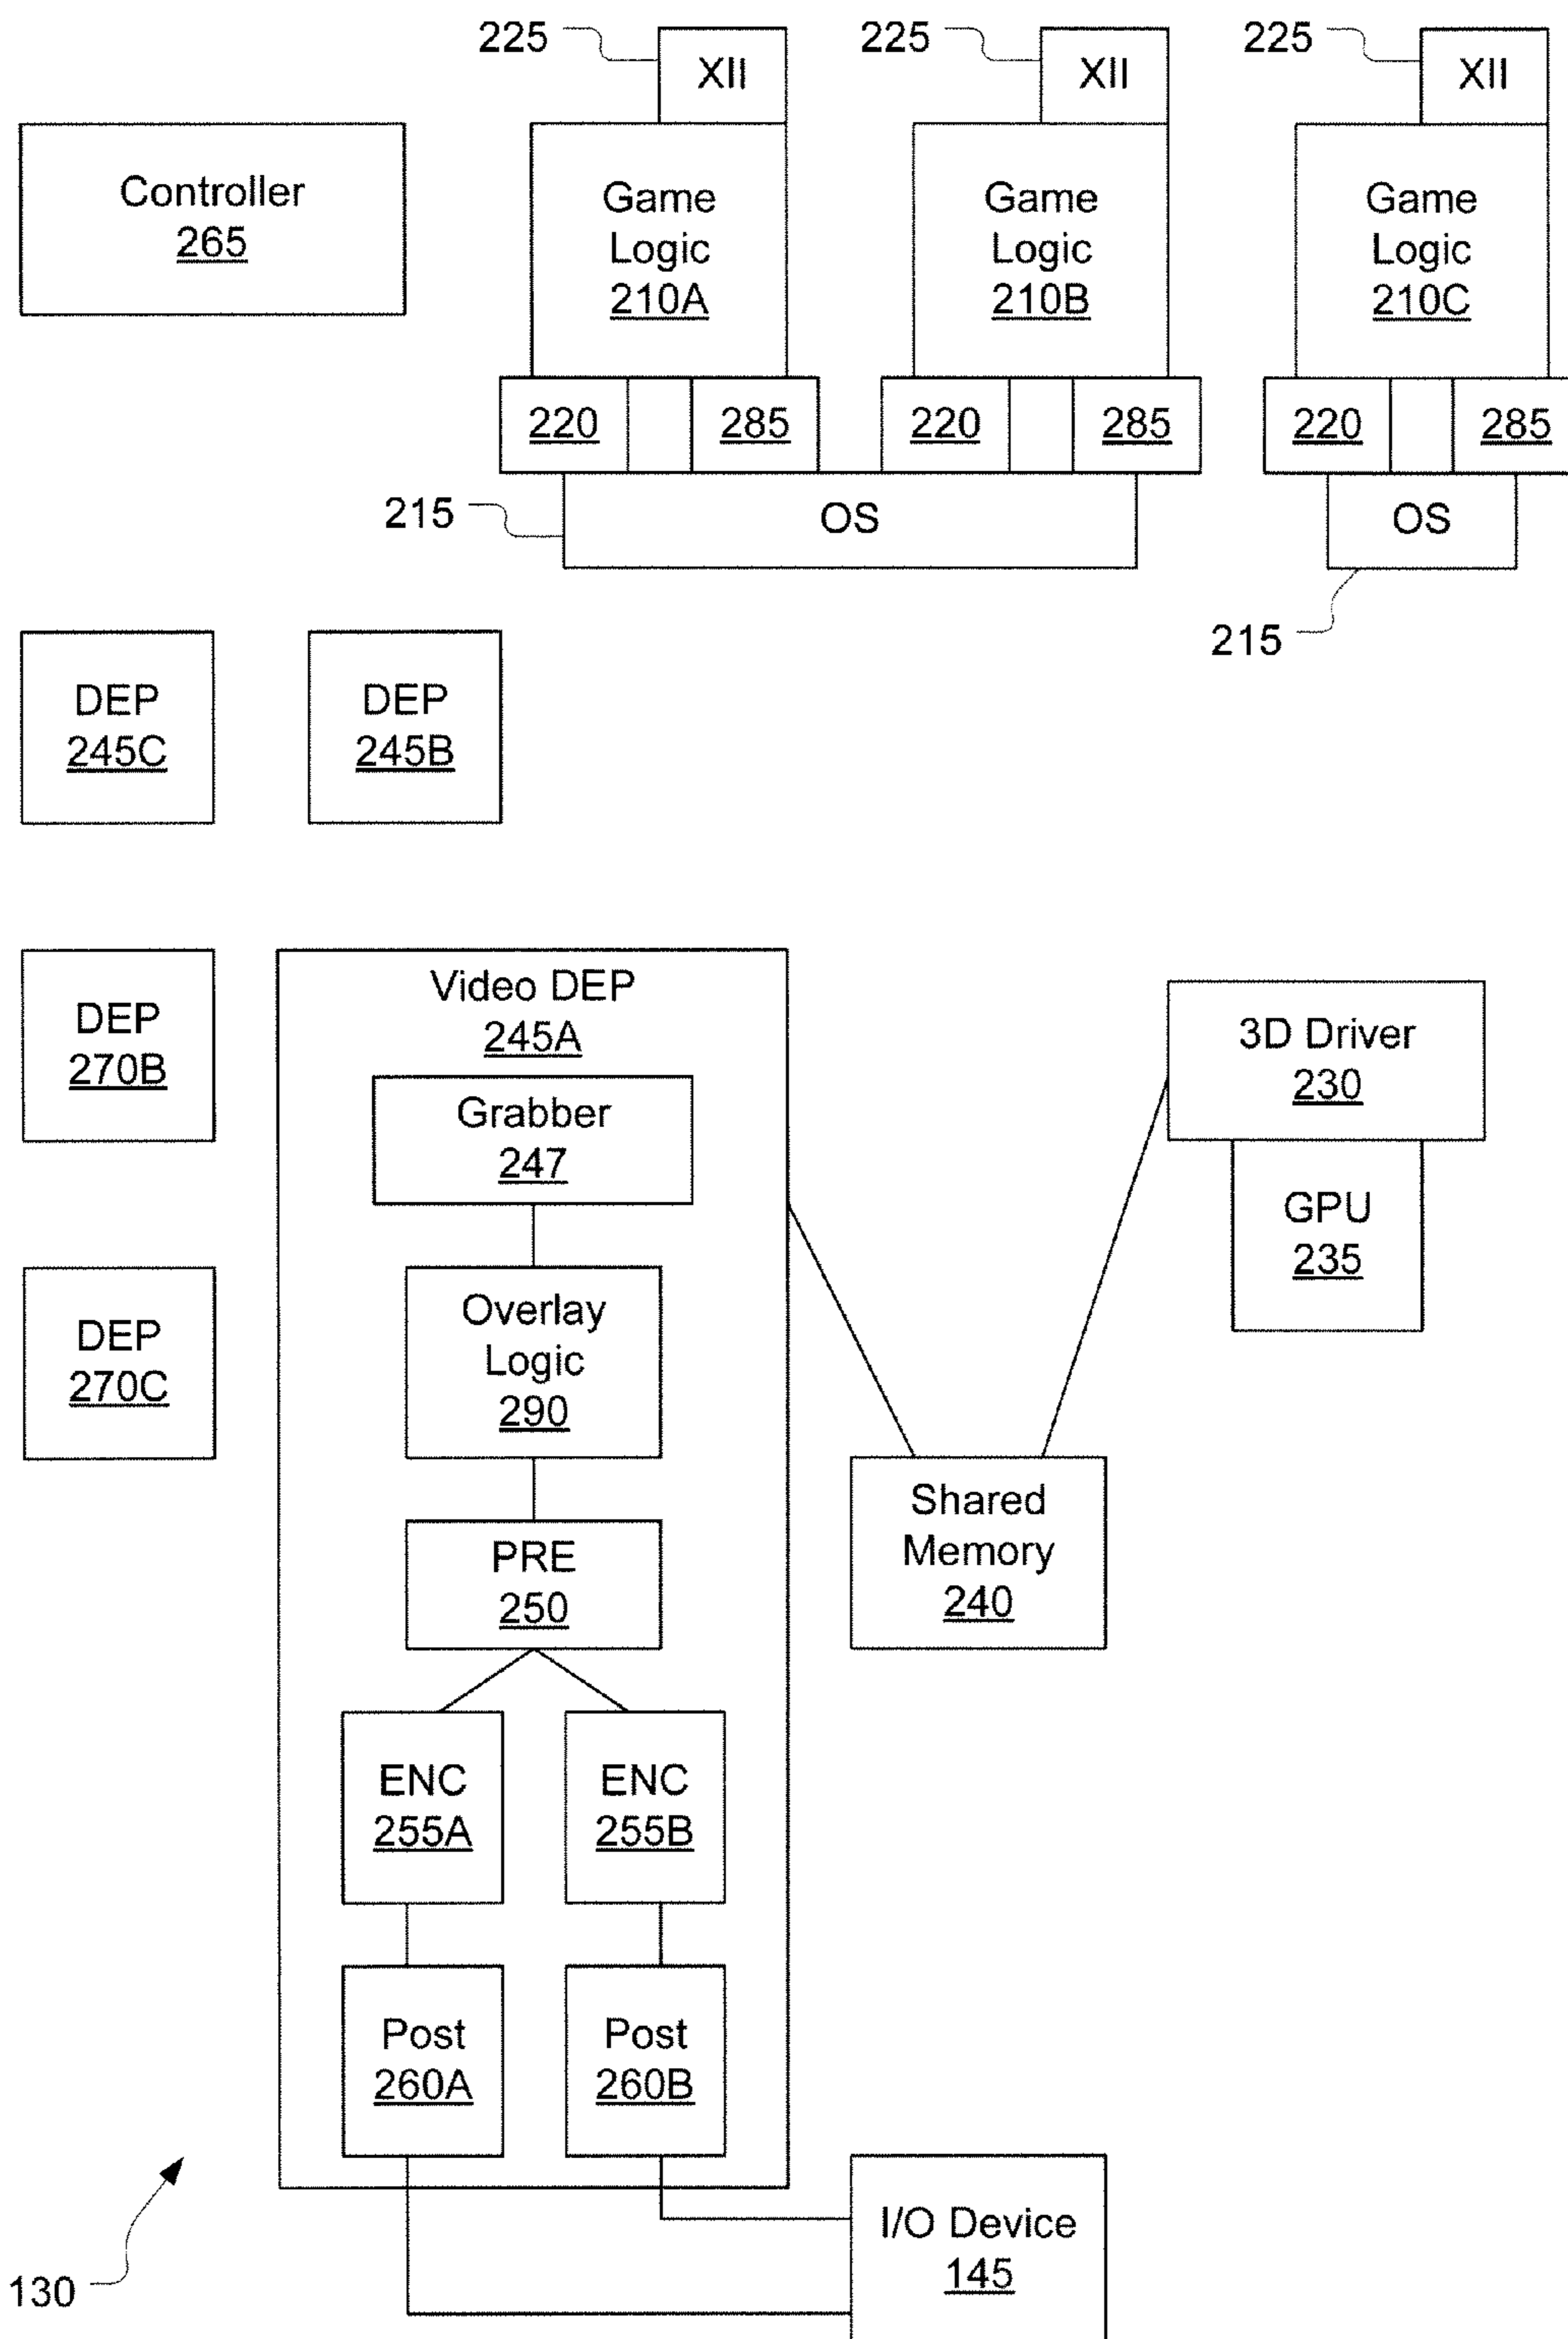 225
XII
225
XII
225
XII
Controller
265
Game
Logic
210A
Game
Logic
210B
Game
Logic
210C
220
285
220
285
220
285
215
OS
OS
215
DEP
245C
DEP
245B
DEP
270B
Video DEP
245A
3D Driver
230
Grabber
247
GPU
235
DEP
270C
Overlay
Logic
290
Shared
Memory
240
PRE
250
ENC
255A
ENC
255B
Post
260A
Post
260B
I/O Device
145
130